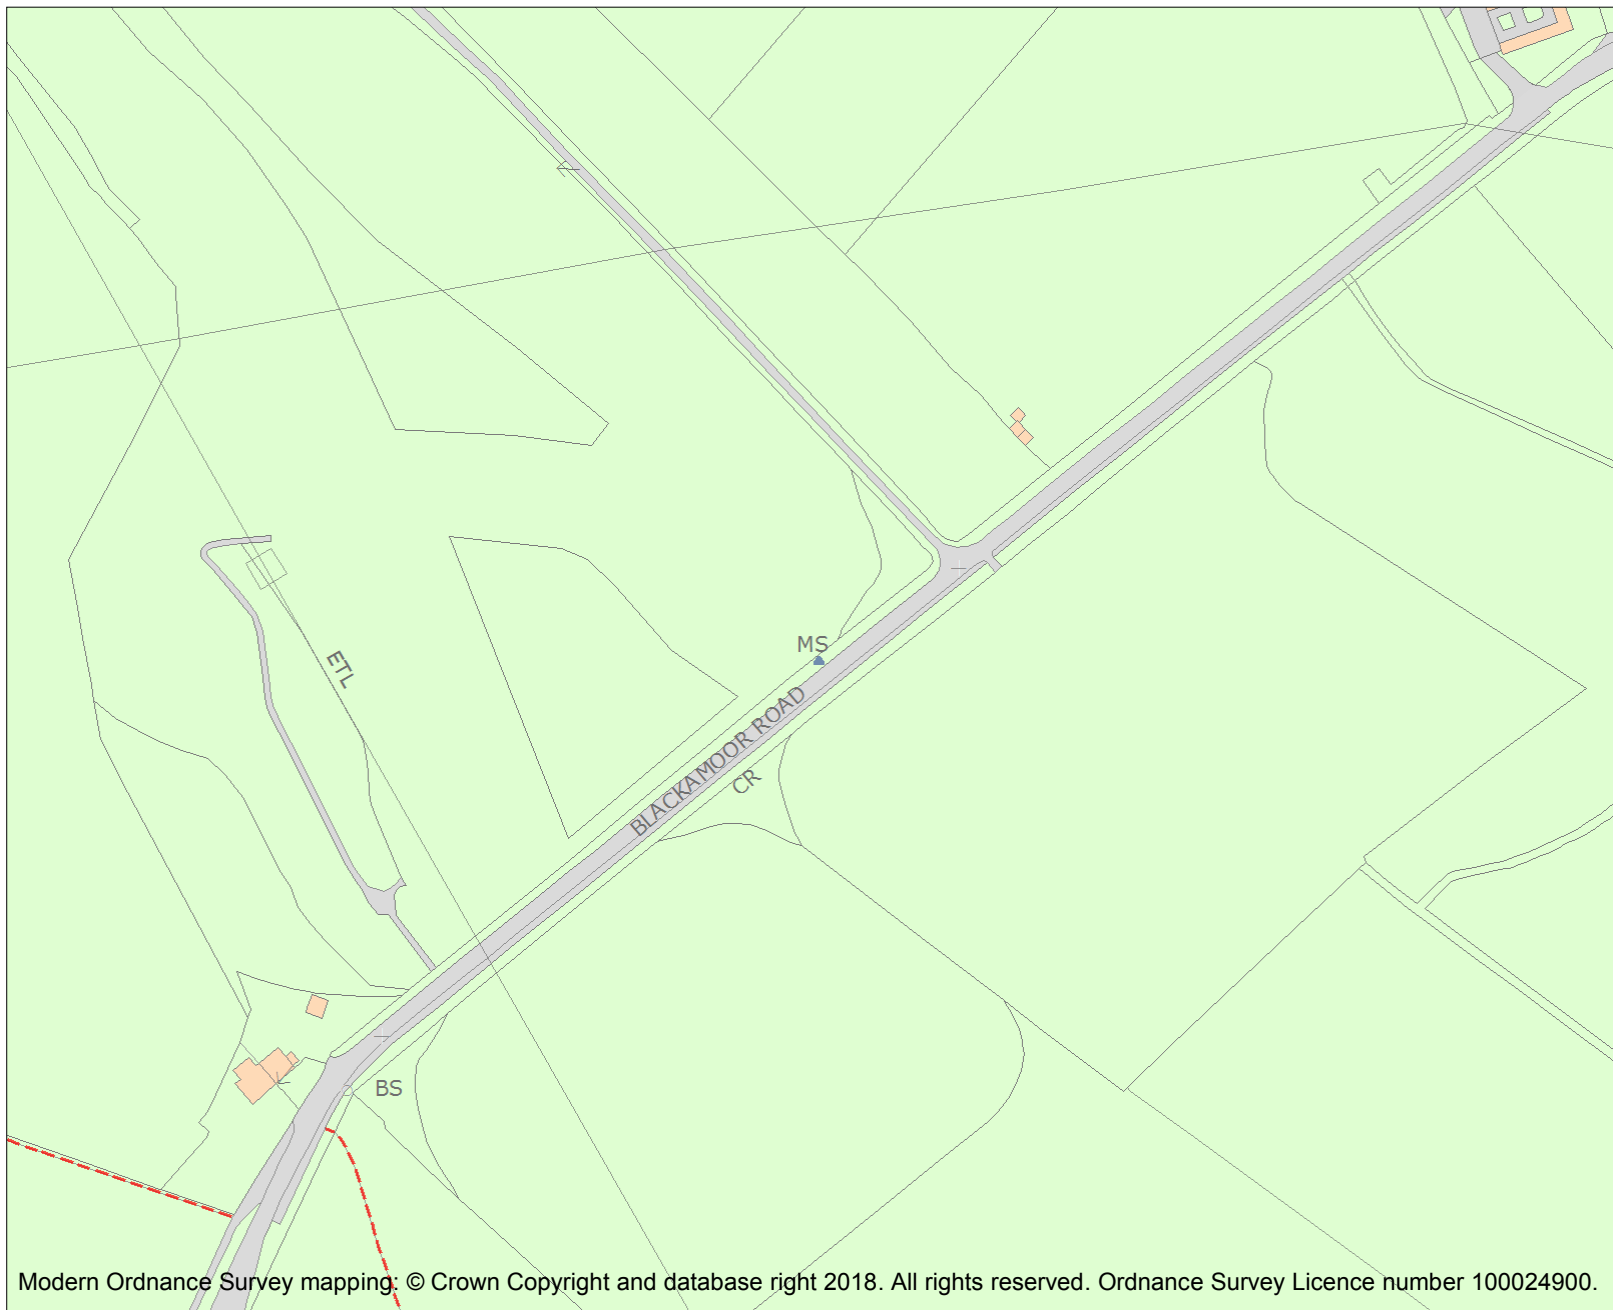 MS
ETL
BLACKAMOOR ROAD
CR
BS
Modern Ordnance Survey mapping: © Crown Copyright and database right 2018. All rights reserved. Ordnance Survey Licence number 100024900.